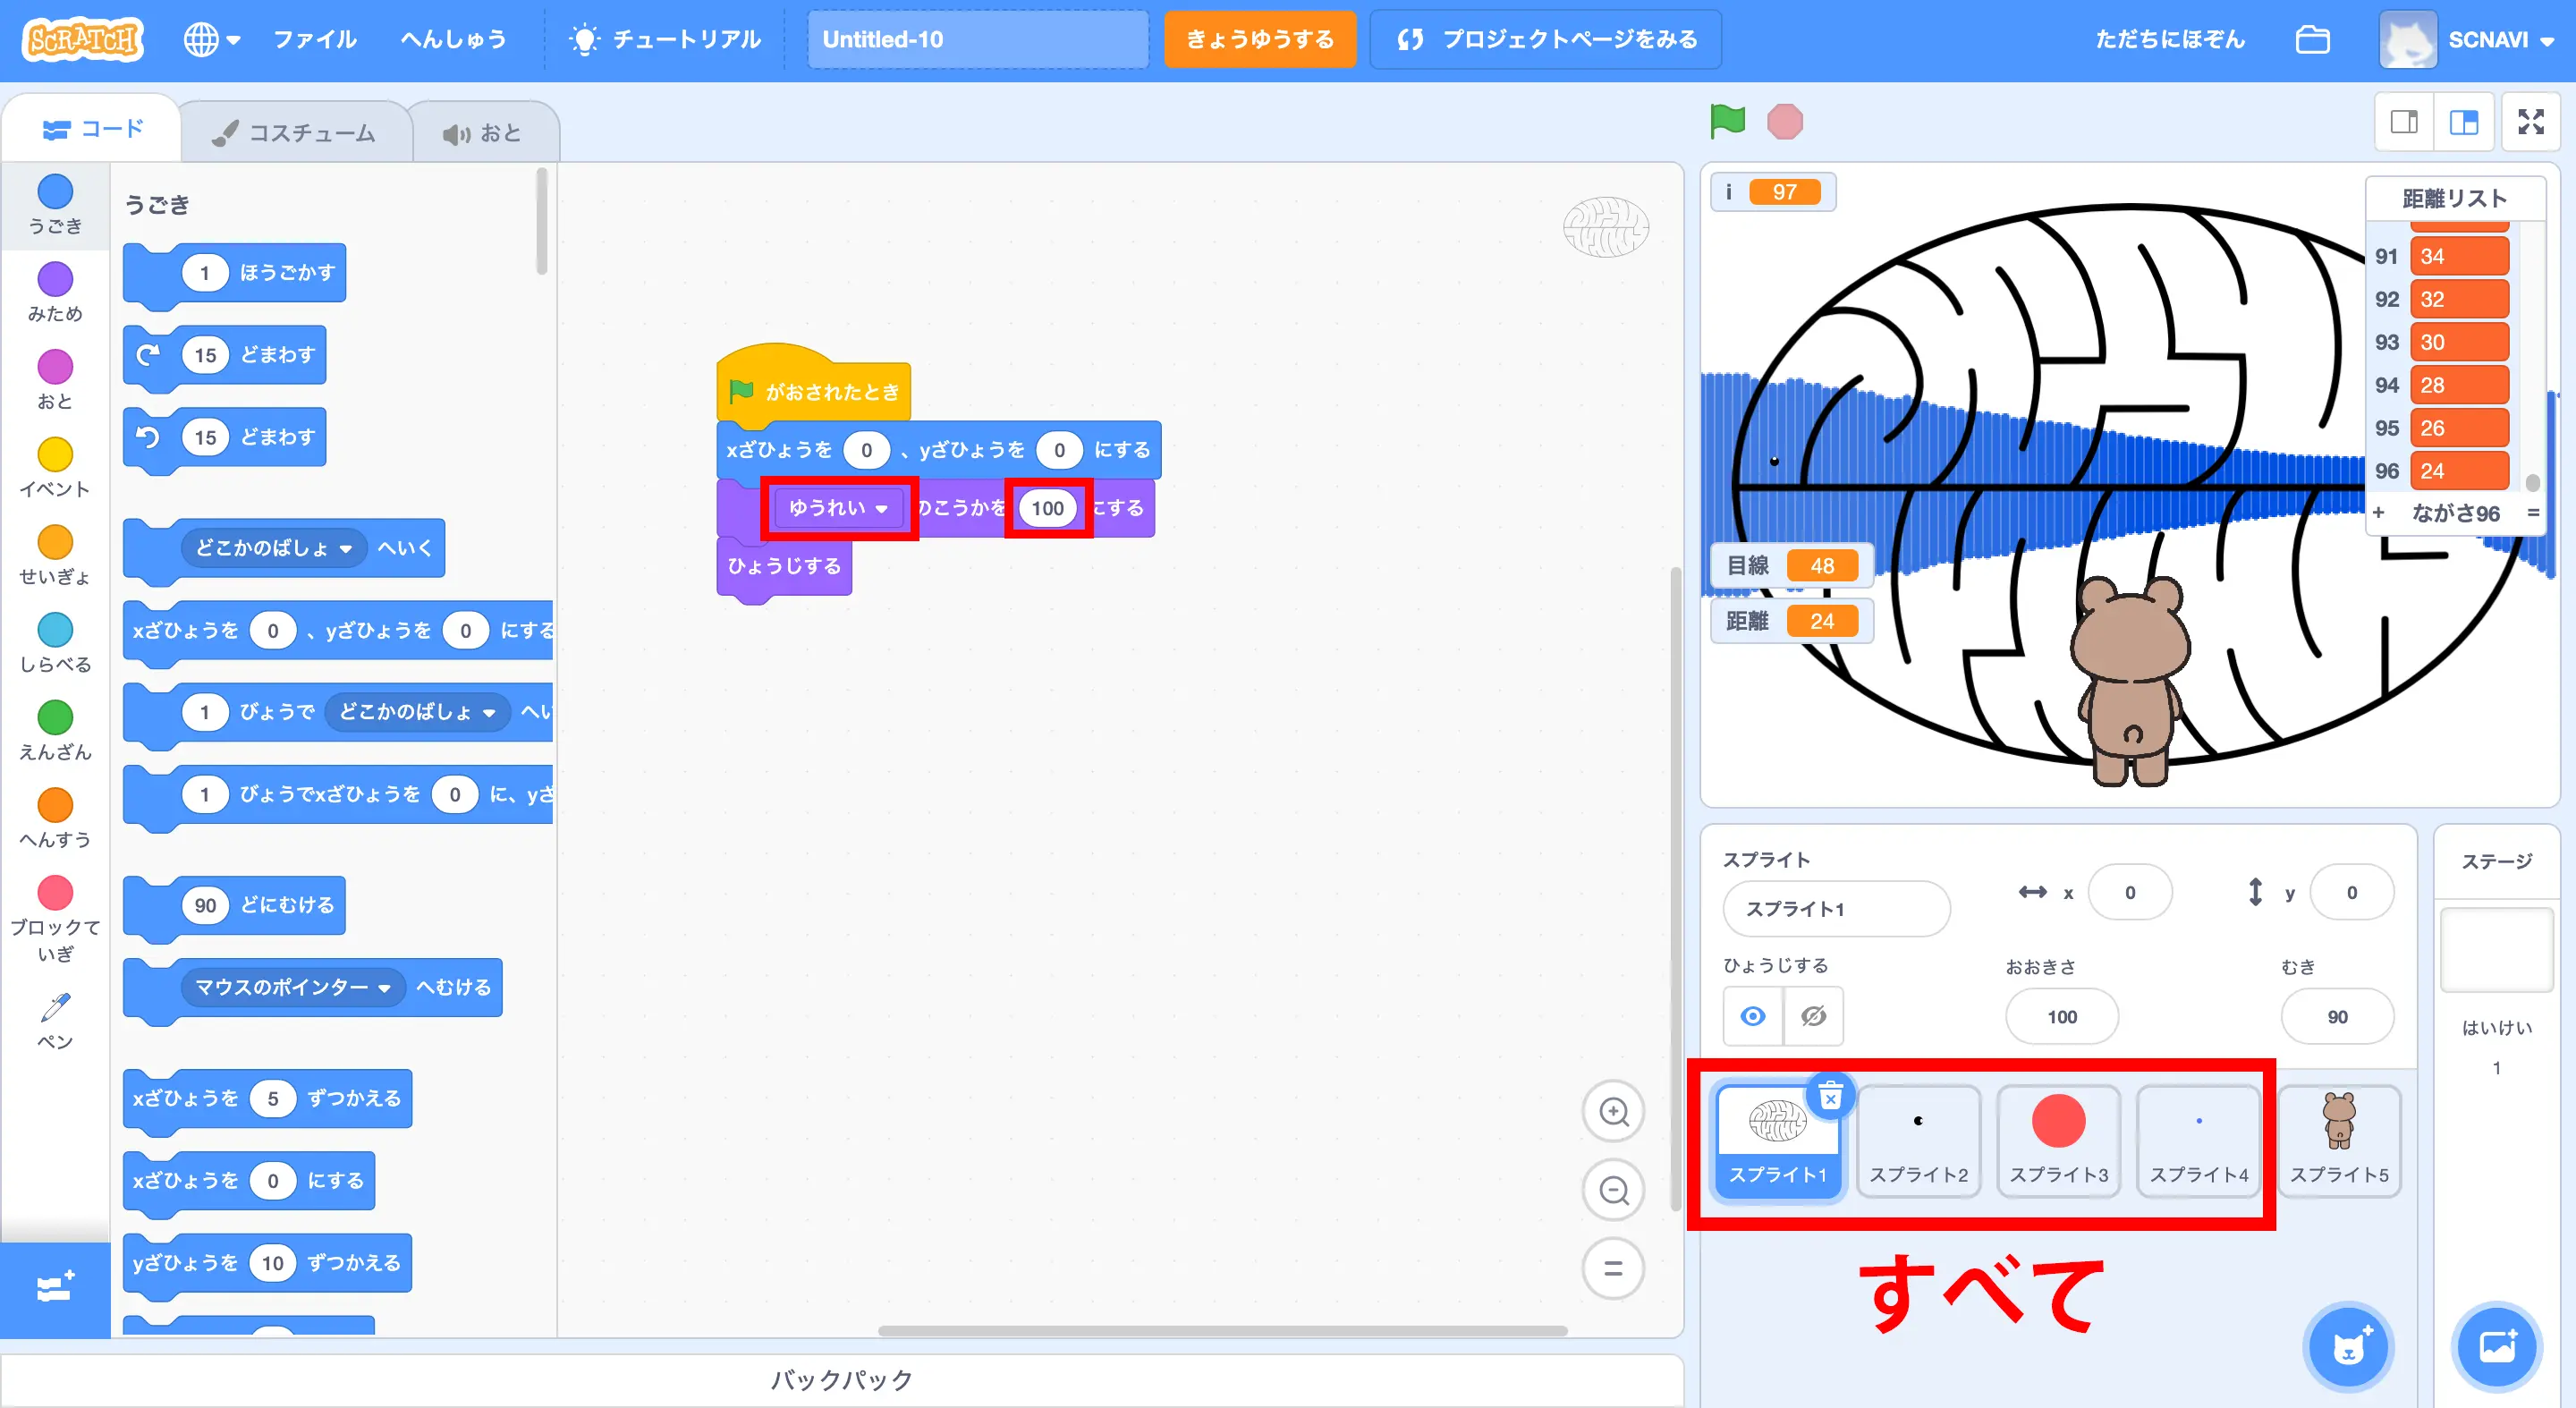 SCRATCH
ファイル
へんしゅう
チュートリアル
Untitled-10
きょうゆうする
プロジェクトページをみる
ただちにほぞん
SCNAVI
コード
コスチューム
おと
うごき
みため
おと
イベント
せいぎょ
しらべる
えんざん
へんすう
ブロックて
いぎ
ペン
うごき
1 ほうごかす
15 どまわす
15 どまわす
どこかのばしょ へいく
xざひょうを 0 、yざひょうを 0 にする
1 びょうで どこかのばしょ へい
1 びょうでxざひょうを 0 に、yざ
90 どにむける
マウスのポインター へむける
xざひょうを 5 ずつかえる
xざひょうを 0 にする
yざひょうを 10 ずつかえる
がおされたとき
xざひょうを 0 、yざひょうを 0 にする
ゆうれい のこうかを 100 にする
ひょうじする
バックパック
i 97
距離リスト
91 34
92 32
93 30
94 28
95 26
96 24
+ ながさ96 =
目線 48
距離 24
スプライト
スプライト1
x 0
y 0
ひょうじする
おおきさ
100
むき
90
スプライト1
スプライト2
スプライト3
スプライト4
スプライト5
すべて
ステージ
はいけい
1